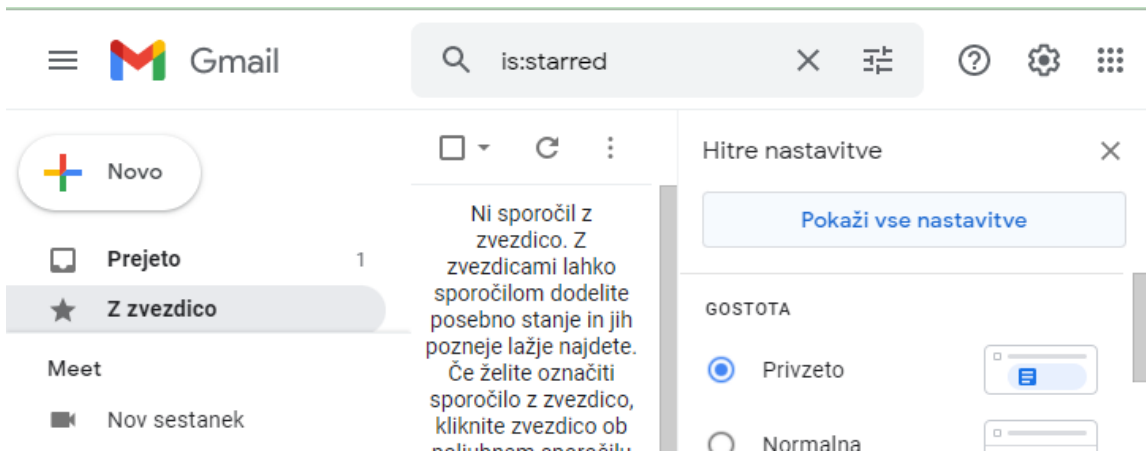 Gmail
is:starred
Novo
Prejeto 1
Z zvezdico
Meet
Nov sestanek
Ni sporočil z
zvezdico. Z
zvezdicami lahko
sporočilom dodelite
posebno stanje in jih
pozneje lažje najdete.
Če želite označiti
sporočilo z zvezdico,
kliknite zvezdico ob
poljubnem sporočilu
Hitre nastavitve
Pokaži vse nastavitve
GOSTOTA
Privzeto
Normalna